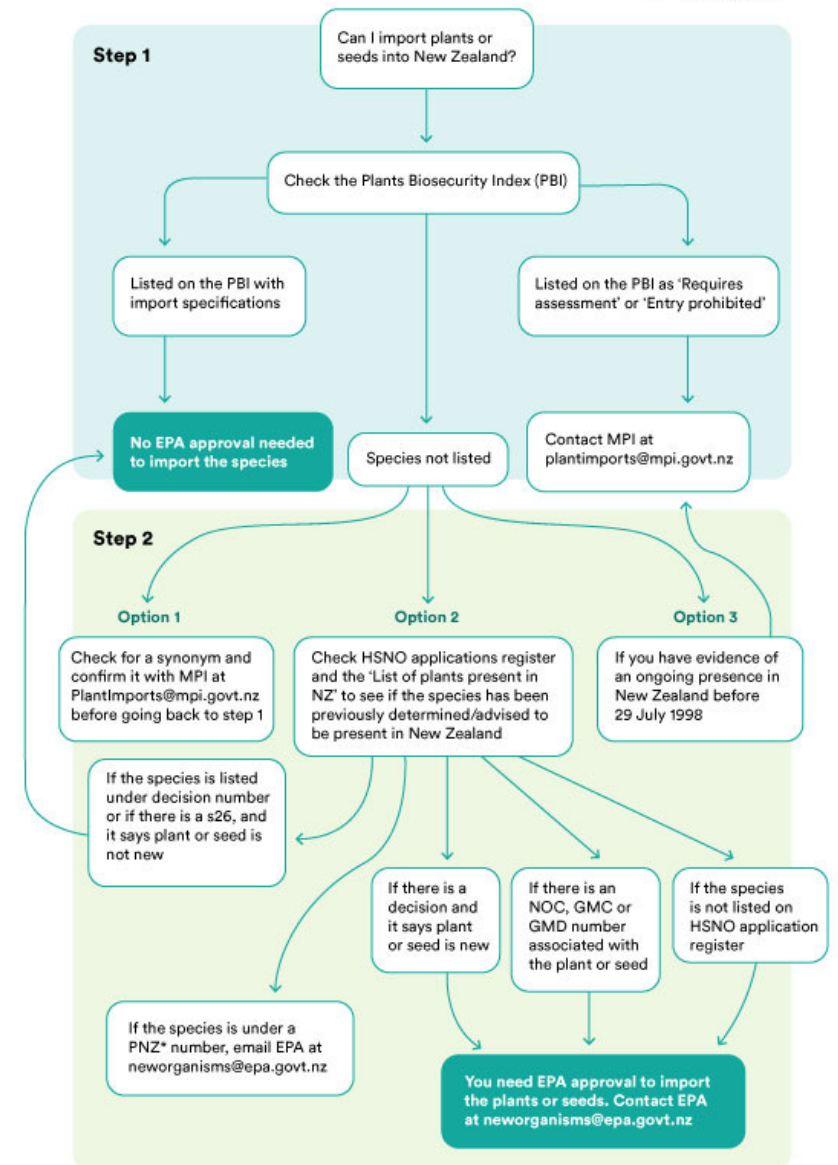 Can I import plants or
seeds into New Zealand?
Step 1
Check the Plants Biosecurity Index (PBI)
Listed on the PBI with
import specifications
Listed on the PBI as ‘Requires
assessment’ or ‘Entry prohibited’
No EPA approval needed
to import the species
Species not listed
Contact MPI at
plantimports@mpi.govt.nz
Step 2
Option 1
Check for a synonym and
confirm it with MPI at
PlantImports@mpi.govt.nz
before going back to step 1
Option 2
Check HSNO applications register
and the ‘List of plants present in
NZ’ to see if the species has been
previously determined/advised to
be present in New Zealand
Option 3
If you have evidence of
an ongoing presence in
New Zealand before
29 July 1998
If the species is listed
under decision number
or if there is a s26, and
it says plant or seed is
not new
If there is a
decision and
it says plant
or seed is new
If there is an
NOC, GMC or
GMD number
associated with
the plant or seed
If the species
is not listed on
HSNO application
register
If the species is under a
PNZ* number, email EPA at
neworganisms@epa.govt.nz
You need EPA approval to import
the plants or seeds. Contact EPA
at neworganisms@epa.govt.nz